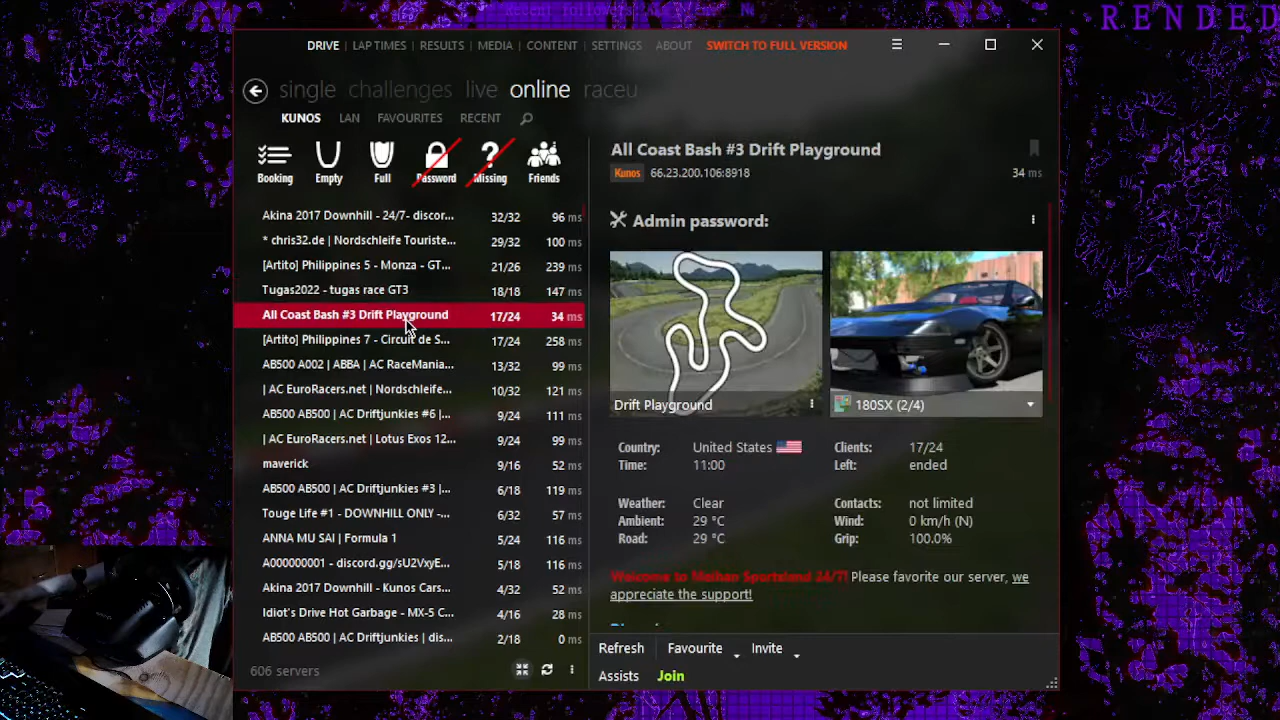 RENDED
DRIVE | LAP TIMES | RESULTS | MEDIA | CONTENT | SETTINGS | ABOUT SWITCH TO FULL VERSION
single challenges live online raceu
KUNOS LAN FAVOURITES RECENT
Booking Empty Full Password Missing Friends
Akina 2017 Downhill - 24/7- discor... 32/32 96 ms
* chris32.de | Nordschleife Touriste... 29/32 100 ms
[Artito] Philippines 5 - Monza - GT... 21/26 239 ms
Tugas2022 - tugas race GT3 18/18 147 ms
All Coast Bash #3 Drift Playground 17/24 34 ms
[Artito] Philippines 7 - Circuit de S... 17/24 258 ms
AB500 A002 | ABBA | AC RaceMania... 13/32 99 ms
| AC EuroRacers.net | Nordschleife... 10/32 121 ms
AB500 AB500 | AC Driftjunkies #6 |... 9/24 111 ms
| AC EuroRacers.net | Lotus Exos 12... 9/24 99 ms
maverick 9/16 52 ms
AB500 AB500 | AC Driftjunkies #3 |... 6/18 119 ms
Touge Life #1 - DOWNHILL ONLY -... 6/32 57 ms
ANNA MU SAI | Formula 1 5/24 116 ms
A000000001 - discord.gg/sU2VxyE... 5/18 116 ms
Akina 2017 Downhill - Kunos Cars... 4/32 52 ms
Idiot's Drive Hot Garbage - MX-5 C... 4/16 28 ms
AB500 AB500 | AC Driftjunkies | dis... 2/18 0 ms
606 servers
All Coast Bash #3 Drift Playground
Kunos 66.23.200.106:8918 34 ms
Admin password:
Drift Playground
180SX (2/4)
Country: United States Clients: 17/24
Time: 11:00 Left: ended
Weather: Clear Contacts: not limited
Ambient: 29 °C Wind: 0 km/h (N)
Road: 29 °C Grip: 100.0%
Welcome to Meihan Sportsland 24/7! Please favorite our server, we
appreciate the support!
Refresh Favourite Invite
Assists Join